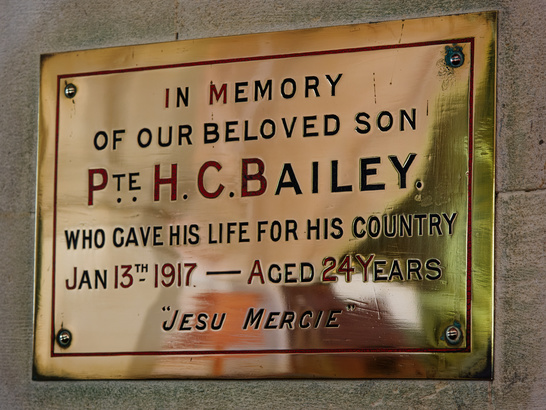 IN MEMORY
OF OUR BELOVED SON
PTE. H.C.BAILEY.
WHO GAVE HIS LIFE FOR HIS COUNTRY
JAN 13TH 1917. — AGED 24 YEARS
"JESU MERCIE"